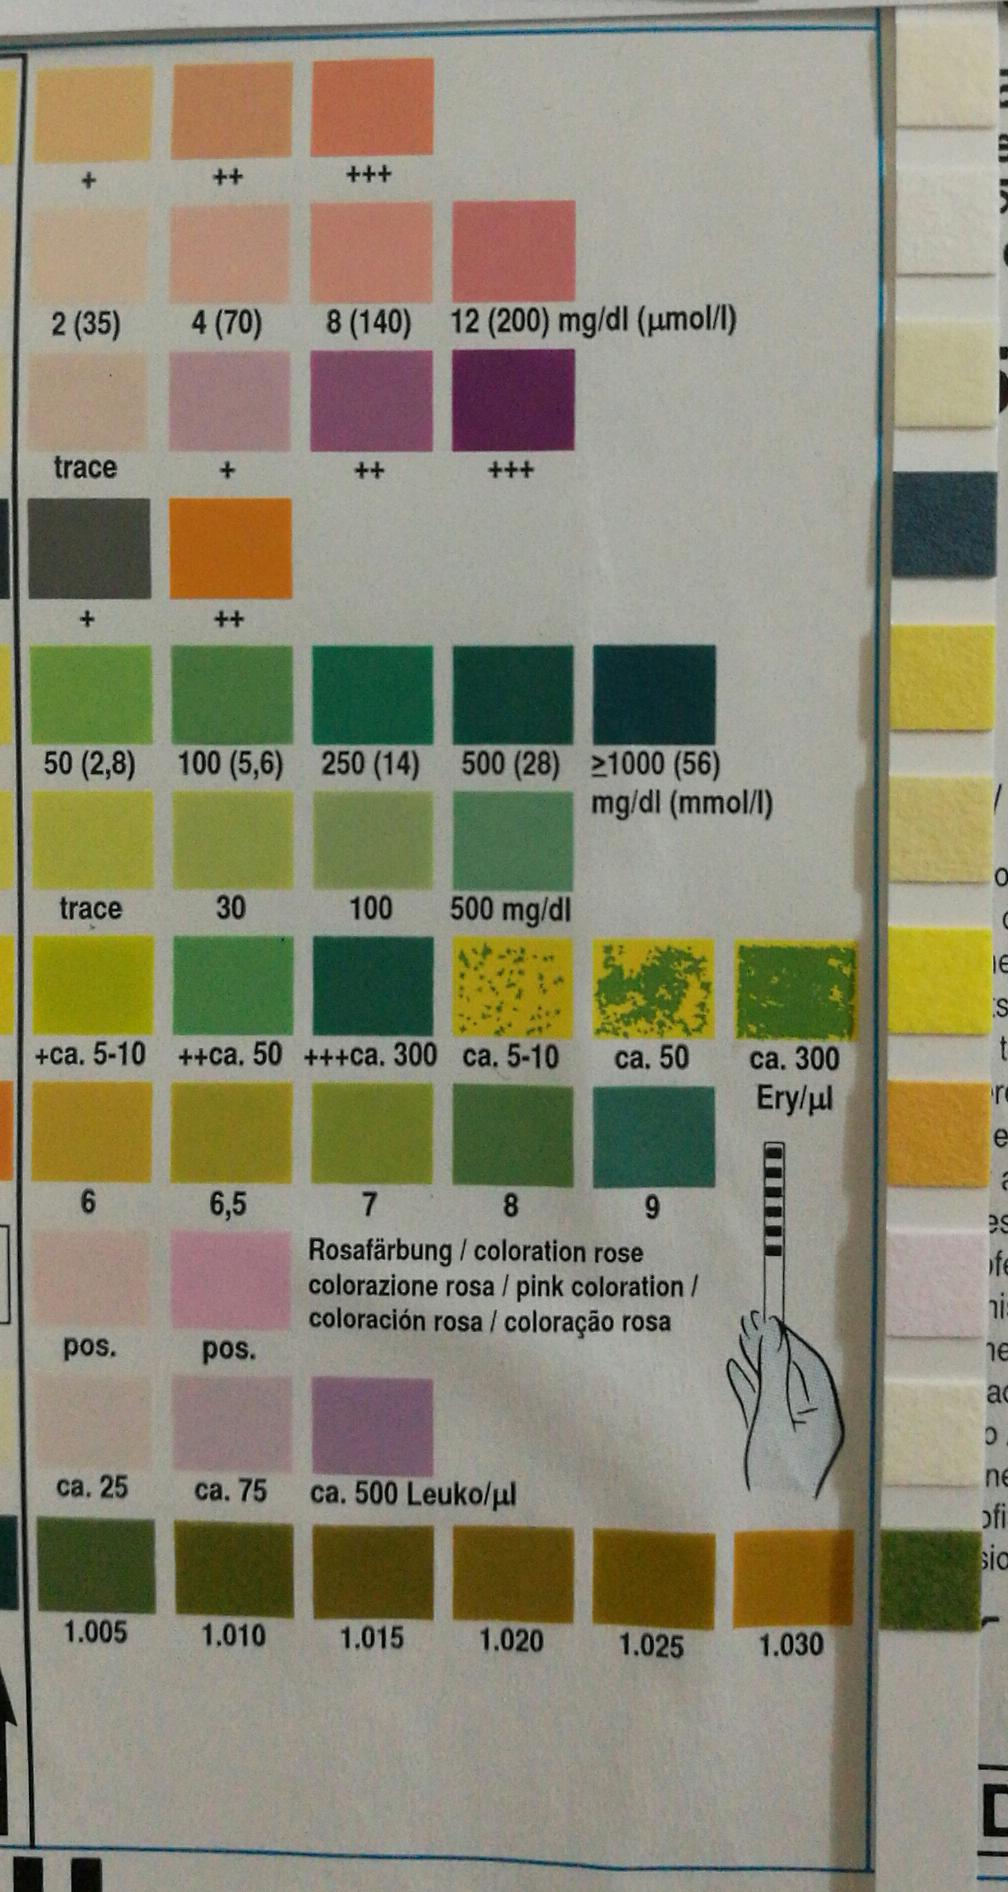 + ++ +++
2 (35) 4 (70) 8 (140) 12 (200) mg/dl (µmol/l)
trace + ++ +++
+ ++
50 (2,8) 100 (5,6) 250 (14) 500 (28) ≥1000 (56)
mg/dl (mmol/l)
trace 30 100 500 mg/dl
+ca. 5-10 ++ca. 50 +++ca. 300 ca. 5-10 ca. 50 ca. 300
Ery/µl
6 6,5 7 8 9
Rosafärbung / coloration rose
colorazione rosa / pink coloration /
coloración rosa / coloração rosa
pos. pos.
ca. 25 ca. 75 ca. 500 Leuko/µl
1.005 1.010 1.015 1.020 1.025 1.030